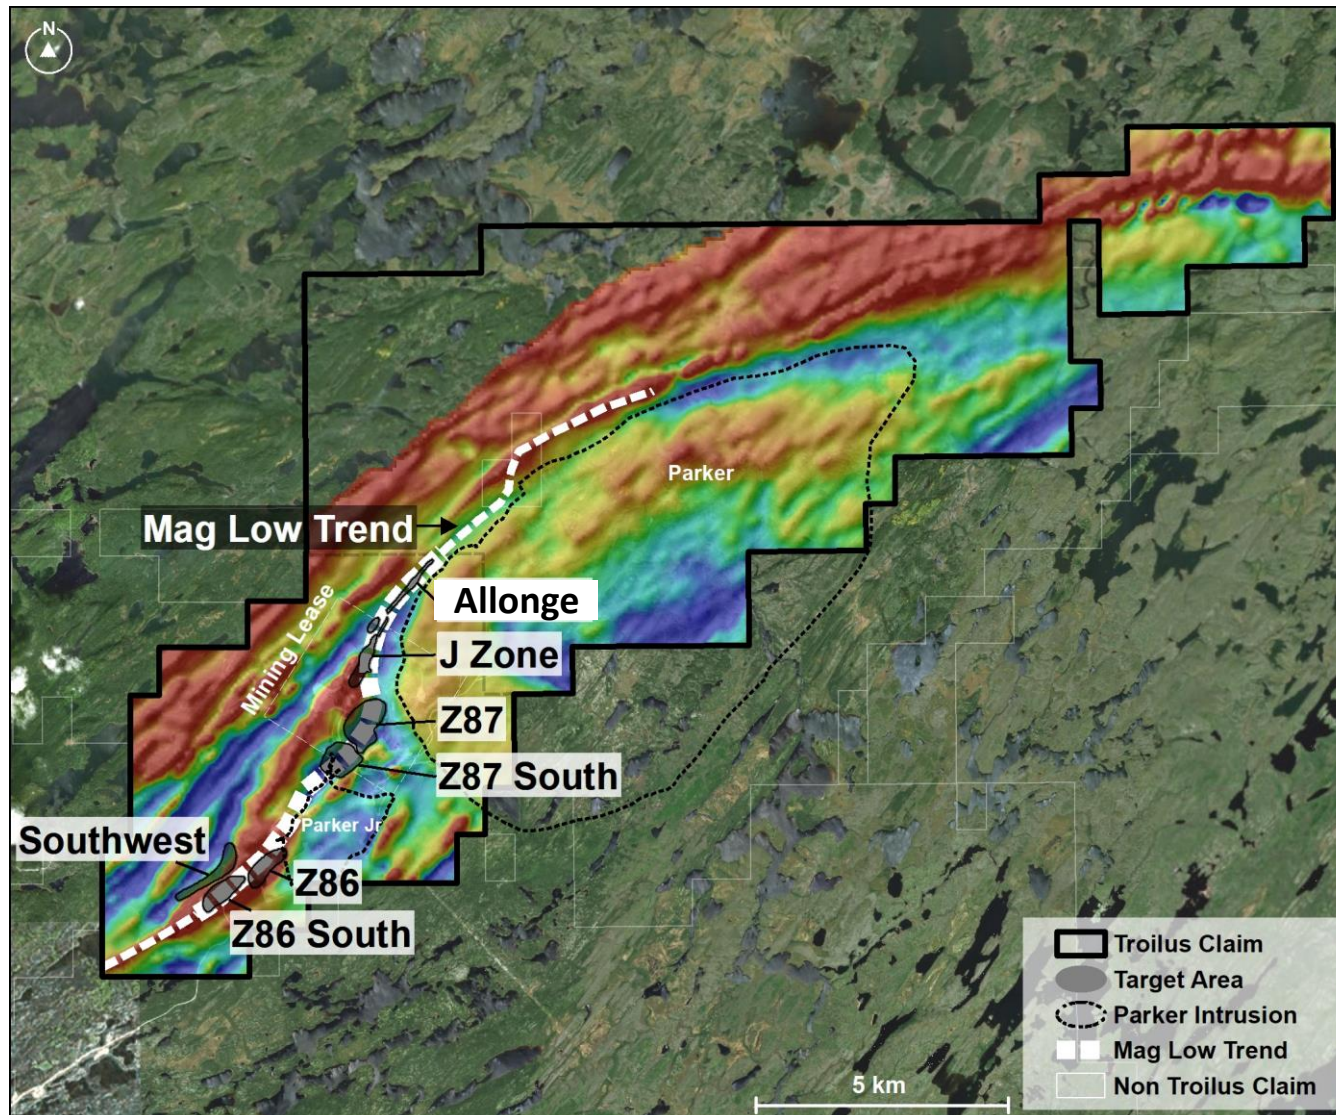 N
Parker
Mag Low Trend
Allonge
Mining Lease
J Zone
Z87
Z87 South
Parker Jr
Southwest
Z86
Z86 South
Troilus Claim
Target Area
Parker Intrusion
Mag Low Trend
Non Troilus Claim
5 km